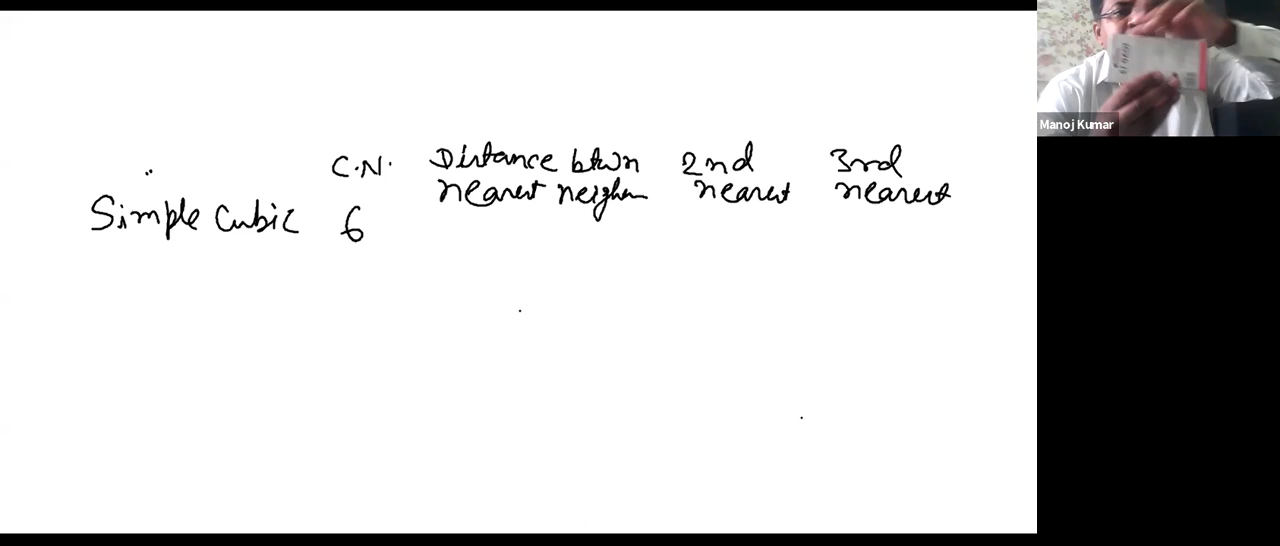 C.N. Distance btwn 2nd 3rd
nearest neighbour nearest nearest
Simple Cubic 6
Manoj Kumar